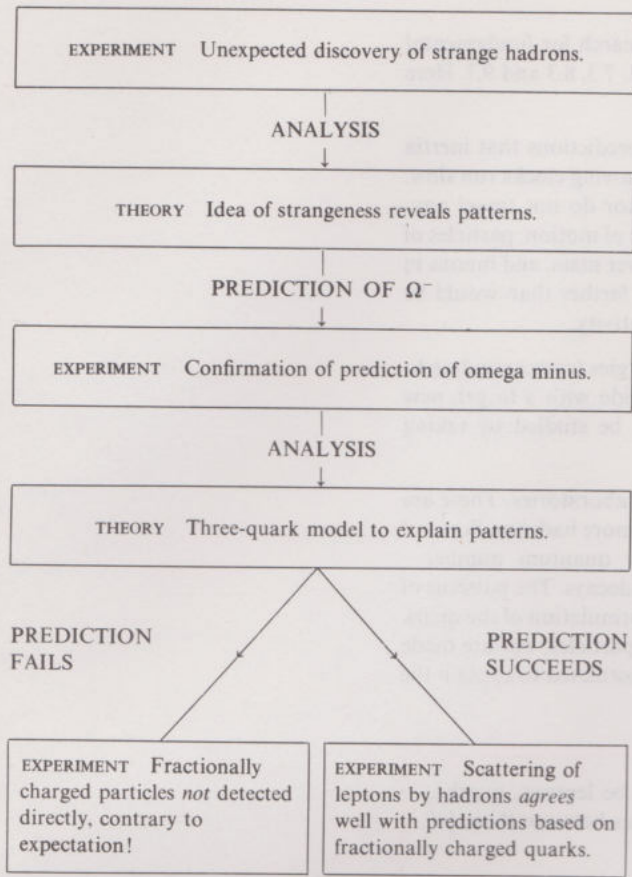 EXPERIMENT Unexpected discovery of strange hadrons.
ANALYSIS
THEORY Idea of strangeness reveals patterns.
PREDICTION OF Ω⁻
EXPERIMENT Confirmation of prediction of omega minus.
ANALYSIS
THEORY Three-quark model to explain patterns.
PREDICTION
FAILS
PREDICTION
SUCCEEDS
EXPERIMENT Fractionally
charged particles not detected
directly, contrary to
expectation!
EXPERIMENT Scattering of
leptons by hadrons agrees
well with predictions based on
fractionally charged quarks.